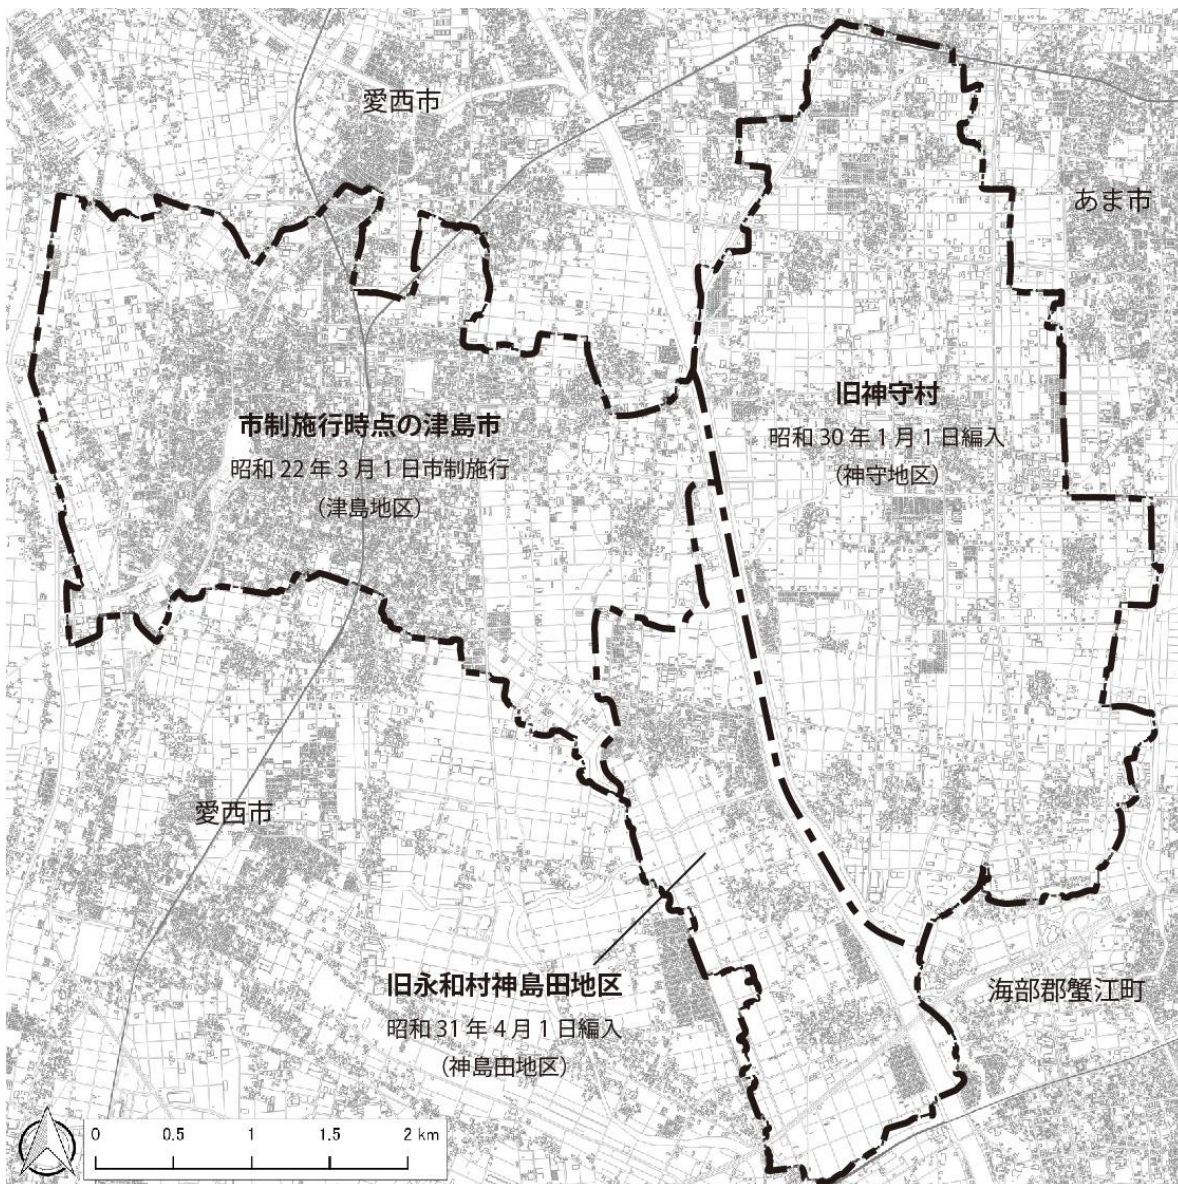 愛西市
あま市
旧神守村
昭和 30 年 1 月 1 日編入
(神守地区)
市制施行時点の津島市
昭和 22 年 3 月 1 日市制施行
(津島地区)
愛西市
旧永和村神島田地区
昭和 31 年 4 月 1 日編入
(神島田地区)
海部郡蟹江町
0 0.5 1 1.5 2 km